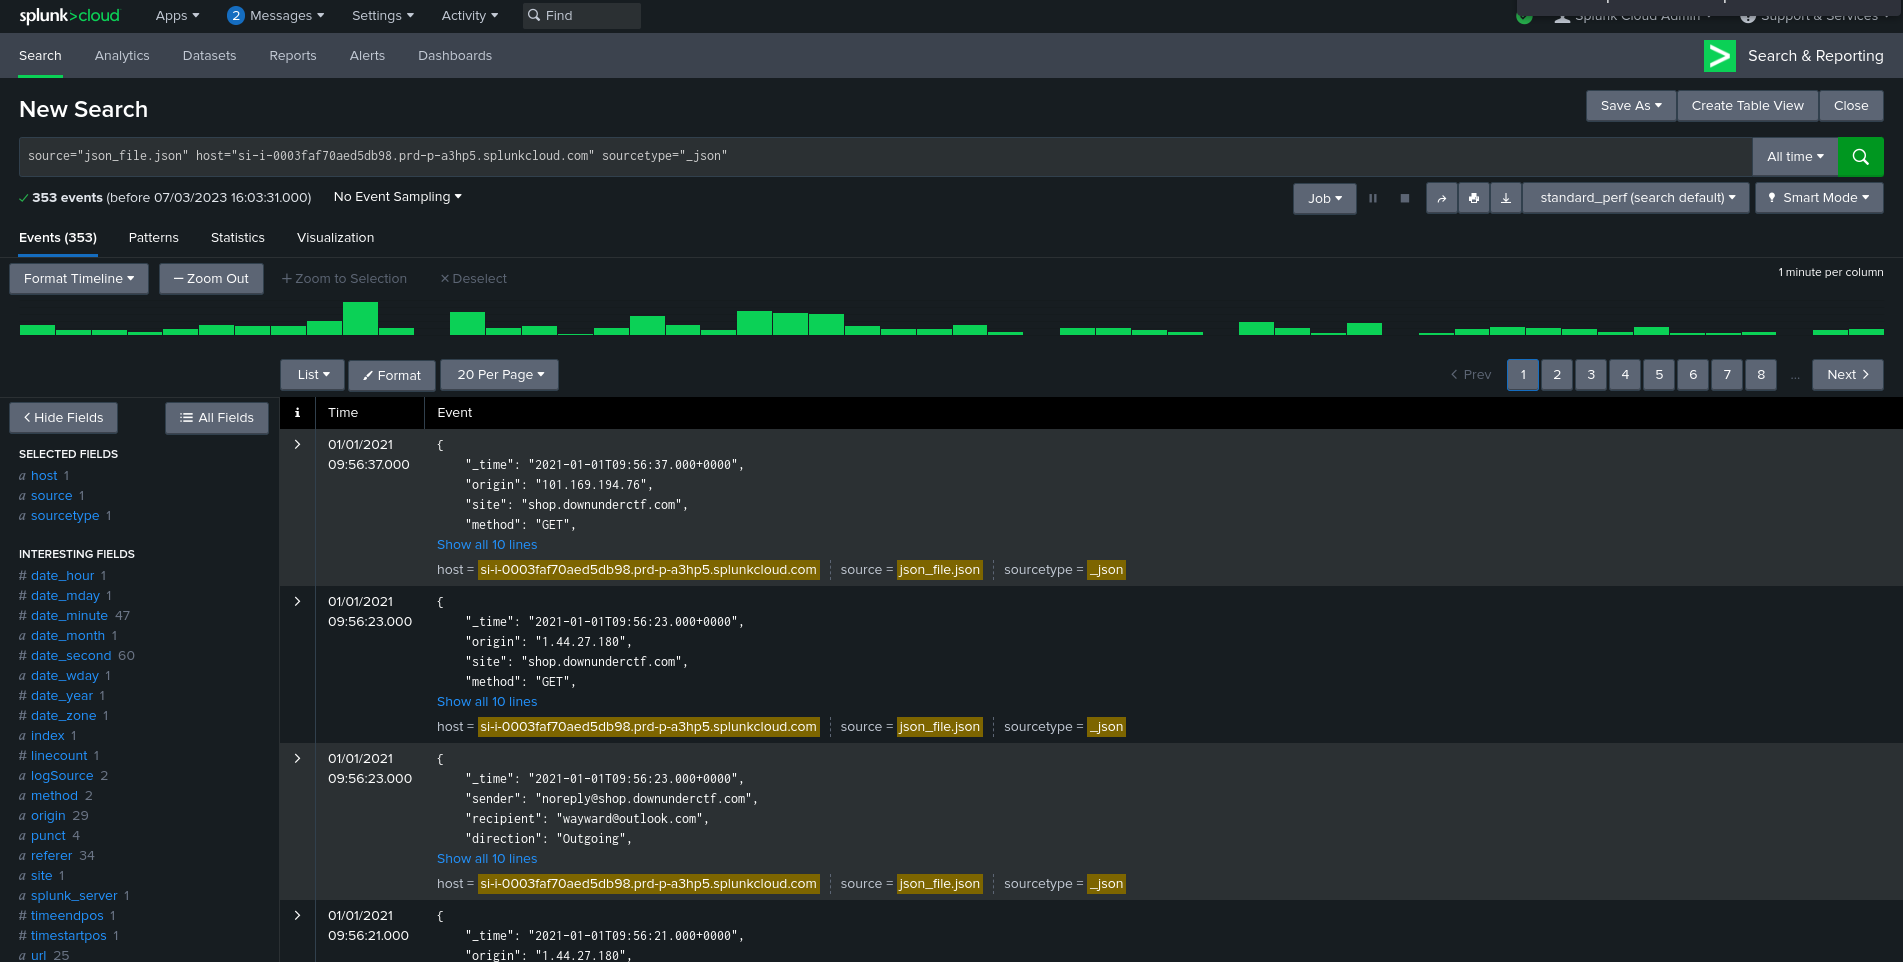 splunk>cloud Apps 2 Messages Settings Activity Find Splunk Cloud Admin Support & Services
Search Analytics Datasets Reports Alerts Dashboards Search & Reporting
New Search Save As Create Table View Close
source="json_file.json" host="si-i-0003faf70aed5db98.prd-p-a3hp5.splunkcloud.com" sourcetype="_json" All time
353 events (before 07/03/2023 16:03:31.000) No Event Sampling Job standard_perf (search default) Smart Mode
Events (353) Patterns Statistics Visualization
Format Timeline Zoom Out Zoom to Selection Deselect 1 minute per column
List Format 20 Per Page Prev 1 2 3 4 5 6 7 8 ... Next
Hide Fields All Fields
SELECTED FIELDS
a host 1
a source 1
a sourcetype 1
INTERESTING FIELDS
# date_hour 1
# date_mday 1
# date_minute 47
a date_month 1
# date_second 60
a date_wday 1
# date_year 1
# date_zone 1
a index 1
# linecount 1
a logSource 2
a method 2
a origin 29
a punct 4
a referer 34
a site 1
a splunk_server 1
# timeendpos 1
# timestartpos 1
a url 25
i Time Event
01/01/2021 {
09:56:37.000 "_time": "2021-01-01T09:56:37.000+0000",
"origin": "101.169.194.76",
"site": "shop.downunderctf.com",
"method": "GET",
Show all 10 lines
host = si-i-0003faf70aed5db98.prd-p-a3hp5.splunkcloud.com source = json_file.json sourcetype = _json
01/01/2021 {
09:56:23.000 "_time": "2021-01-01T09:56:23.000+0000",
"origin": "1.44.27.180",
"site": "shop.downunderctf.com",
"method": "GET",
Show all 10 lines
host = si-i-0003faf70aed5db98.prd-p-a3hp5.splunkcloud.com source = json_file.json sourcetype = _json
01/01/2021 {
09:56:23.000 "_time": "2021-01-01T09:56:23.000+0000",
"sender": "noreply@shop.downunderctf.com",
"recipient": "wayward@outlook.com",
"direction": "Outgoing",
Show all 10 lines
host = si-i-0003faf70aed5db98.prd-p-a3hp5.splunkcloud.com source = json_file.json sourcetype = _json
01/01/2021 {
09:56:21.000 "_time": "2021-01-01T09:56:21.000+0000",
"origin": "1.44.27.180",